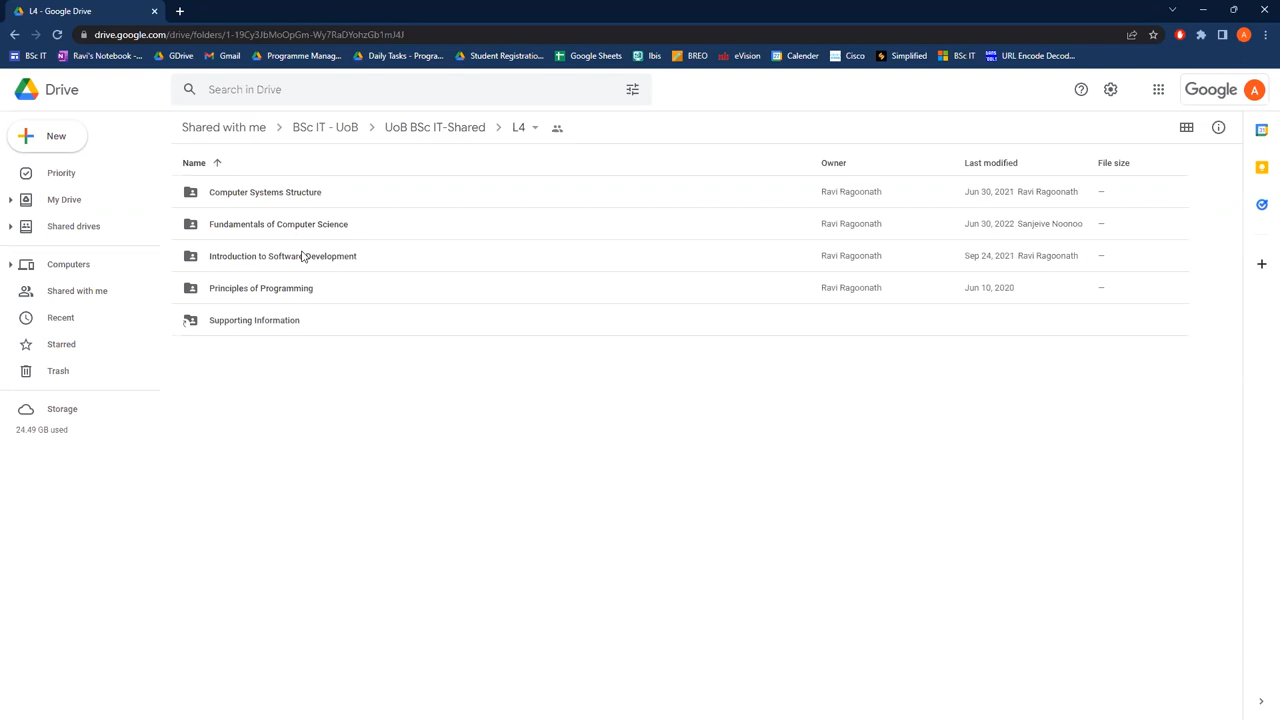 L4 - Google Drive
drive.google.com/drive/folders/1-19Cy3JbMoOpGm-Wy7RaDYohzGb1mJ4J
BSc IT Ravi's Notebook -... GDrive Gmail Programme Manag... Daily Tasks - Progra... Student Registratio... Google Sheets Ibis BREO eVision Calender Cisco Simplified BSc IT URL Encode Decod...
Drive Search in Drive Google A
Shared with me > BSc IT - UoB > UoB BSc IT-Shared > L4
New
Name Owner Last modified File size
Priority
My Drive
Shared drives
Computers
Shared with me
Recent
Starred
Trash
Storage
24.49 GB used
Computer Systems Structure Ravi Ragoonath Jun 30, 2021 Ravi Ragoonath —
Fundamentals of Computer Science Ravi Ragoonath Jun 30, 2022 Sanjeive Noonoo —
Introduction to Software Development Ravi Ragoonath Sep 24, 2021 Ravi Ragoonath —
Principles of Programming Ravi Ragoonath Jun 10, 2020 —
Supporting Information